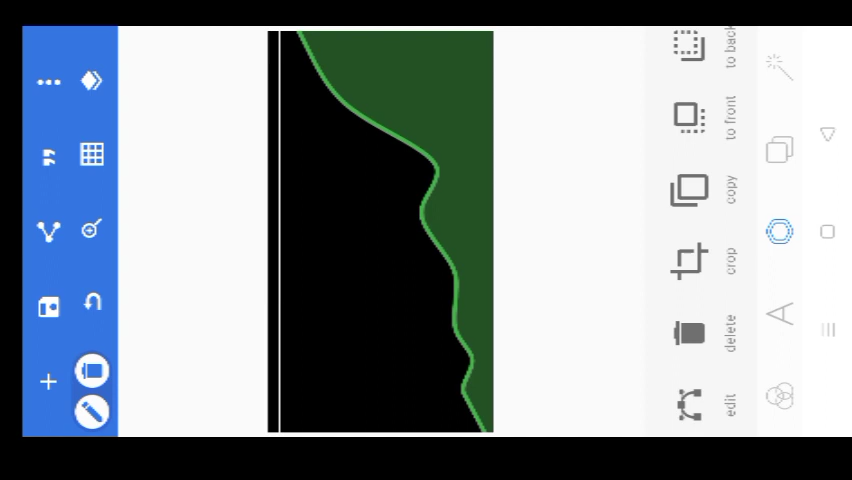 edit
delete
crop
copy
to front
to back